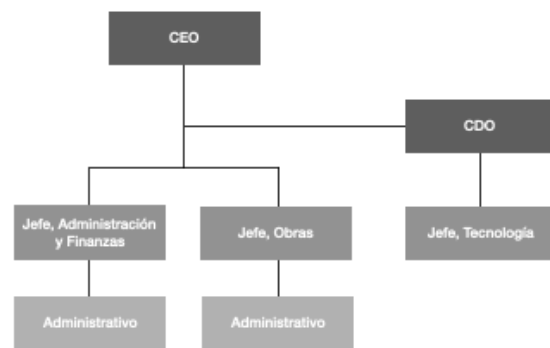 CEO
CDO
Jefe, Administración
y Finanzas
Jefe, Obras
Jefe, Tecnología
Administrativo
Administrativo